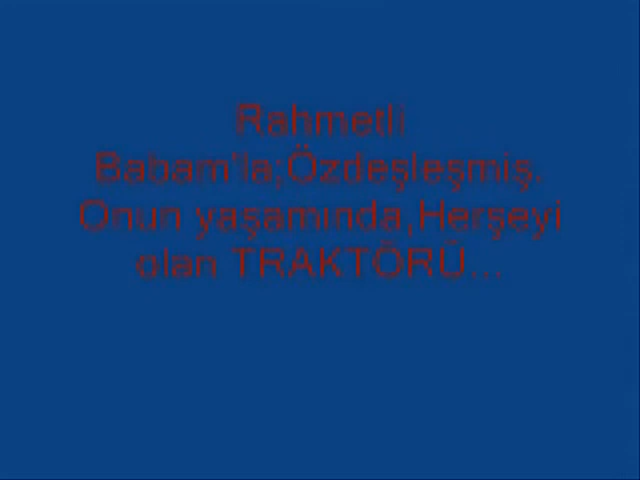 Rahmetli
Babam'la;Özdeşleşmiş.
Onun yaşamında,Herşeyi
olan TRAKTÖRÜ...